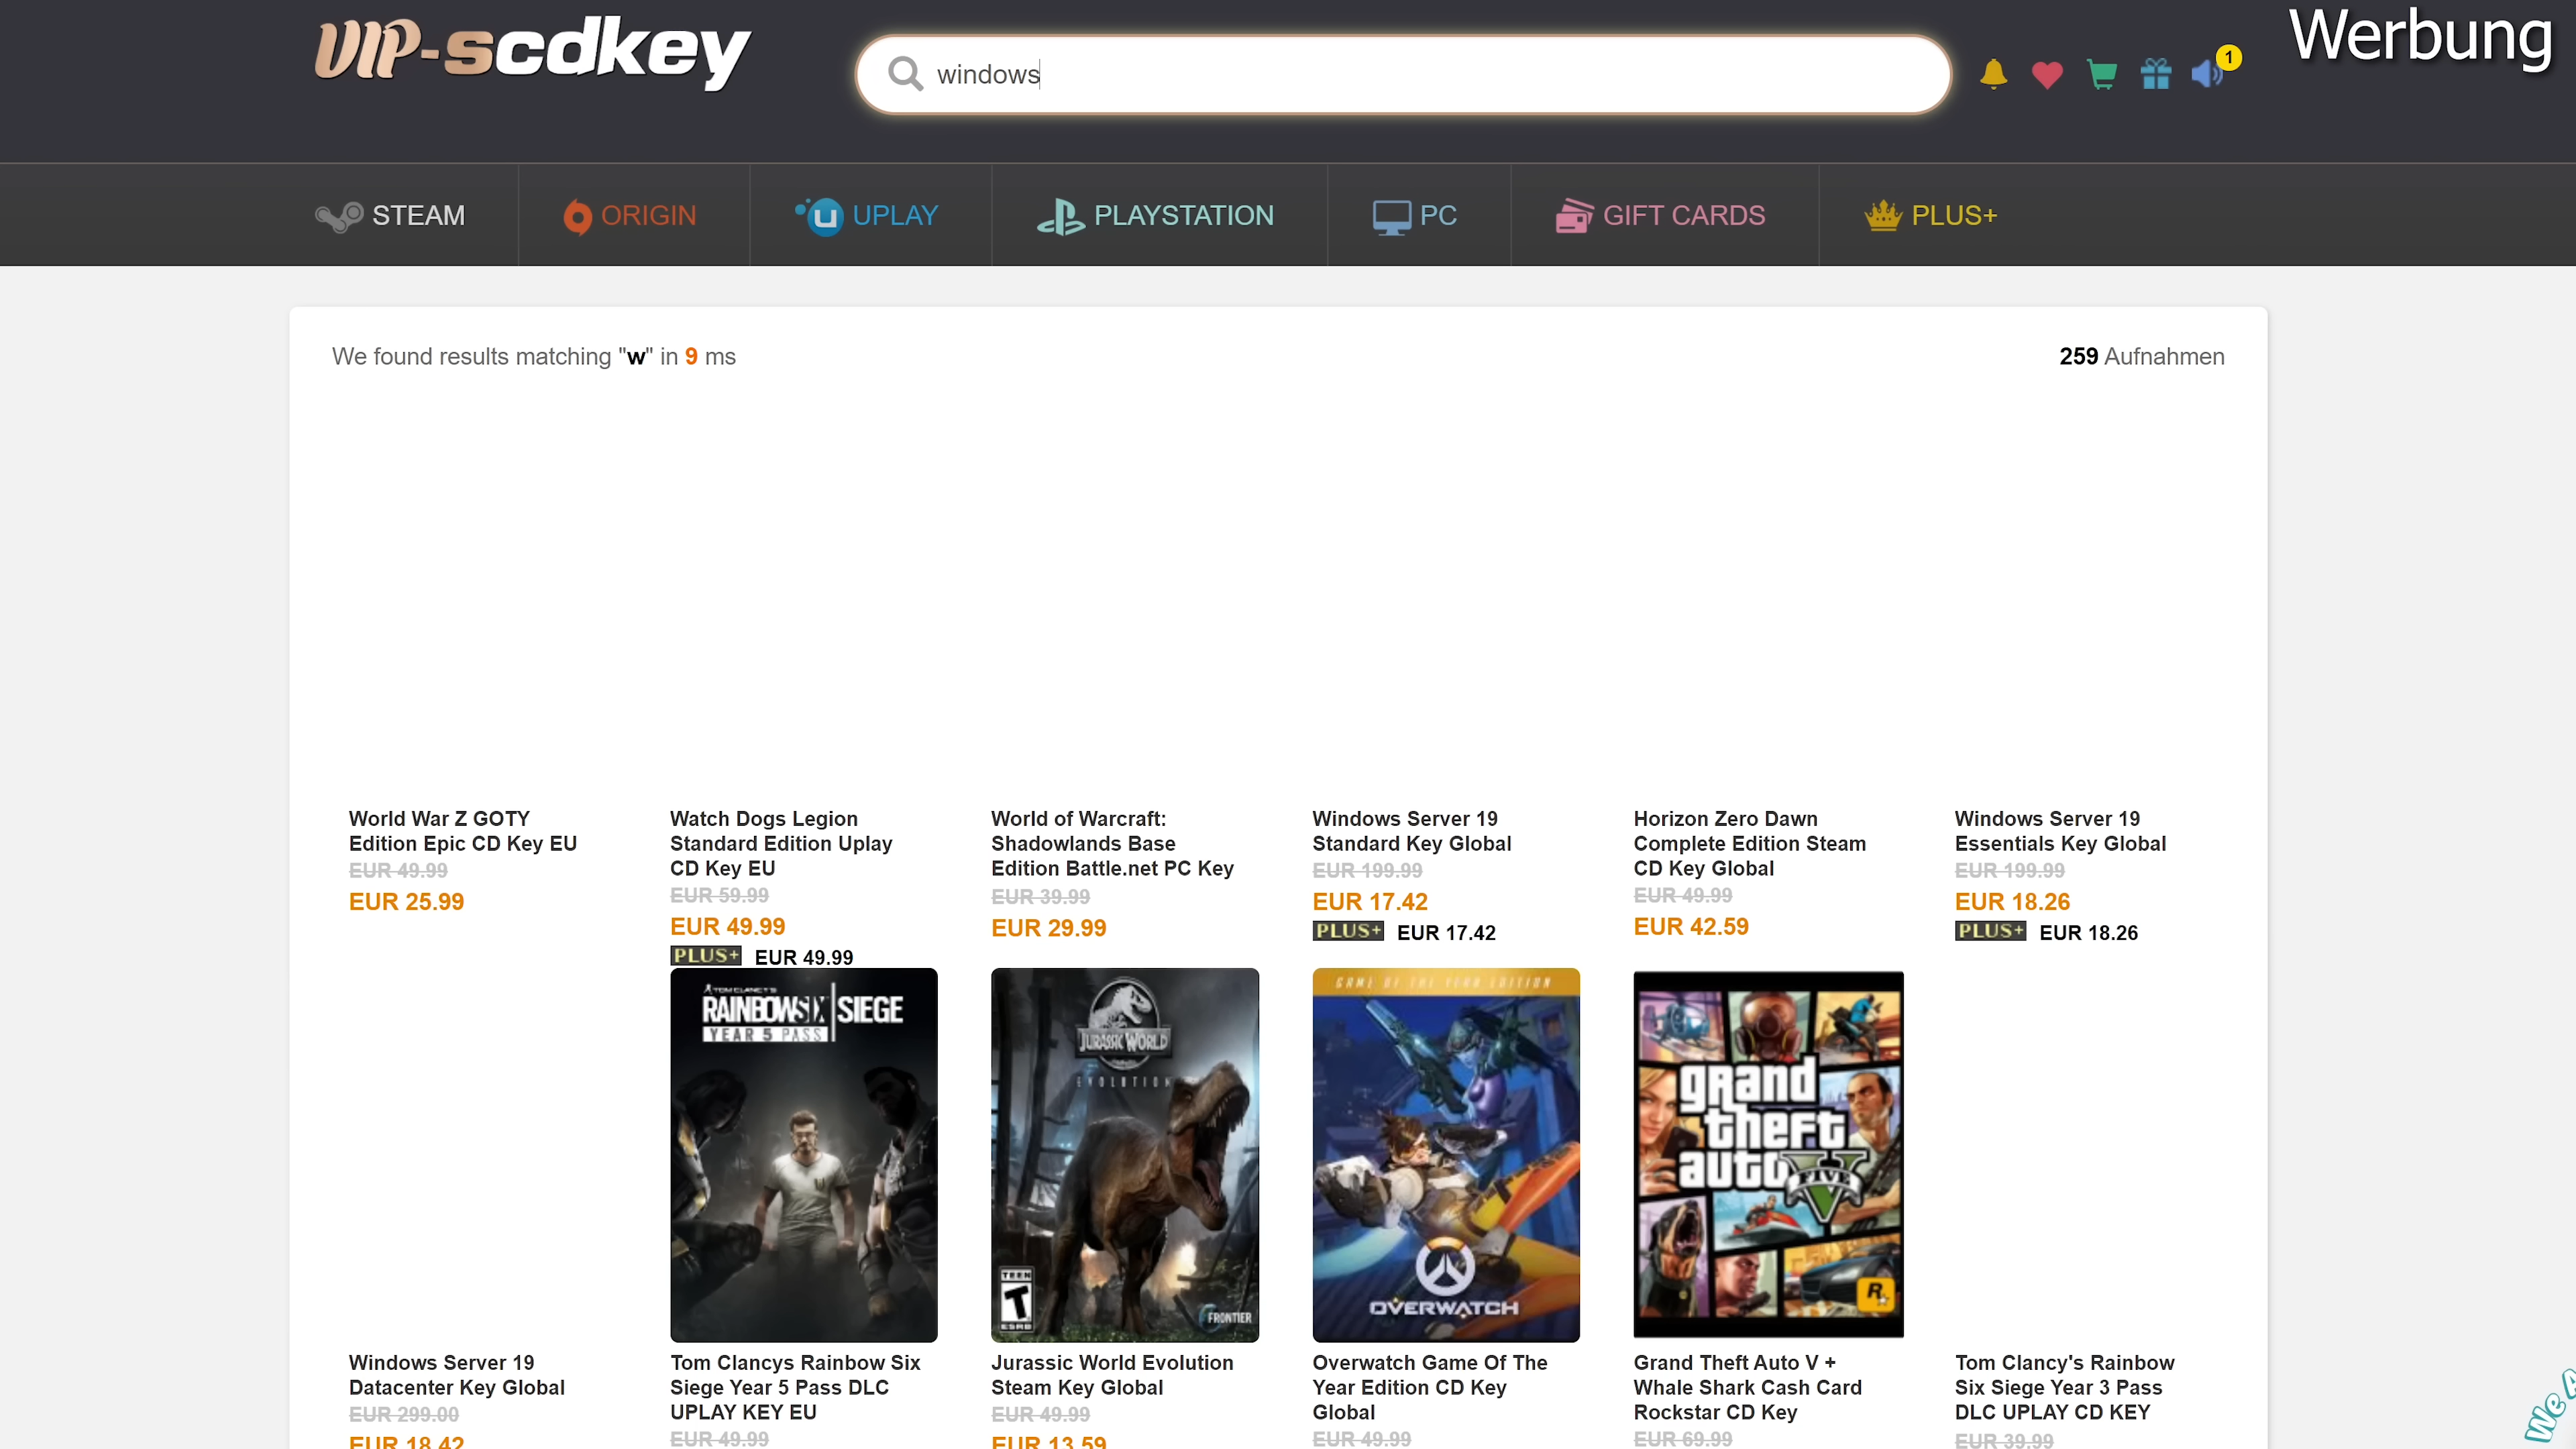 VIP-scdkey
windows
1
Werbung
STEAM
ORIGIN
UPLAY
PLAYSTATION
PC
GIFT CARDS
PLUS+
We found results matching "w" in 9 ms
259 Aufnahmen
World War Z GOTY
Edition Epic CD Key EU
EUR 49.99
EUR 25.99
Watch Dogs Legion
Standard Edition Uplay
CD Key EU
EUR 59.99
EUR 49.99
PLUS+ EUR 49.99
World of Warcraft:
Shadowlands Base
Edition Battle.net PC Key
EUR 39.99
EUR 29.99
Windows Server 19
Standard Key Global
EUR 199.99
EUR 17.42
PLUS+ EUR 17.42
Horizon Zero Dawn
Complete Edition Steam
CD Key Global
EUR 49.99
EUR 42.59
Windows Server 19
Essentials Key Global
EUR 199.99
EUR 18.26
PLUS+ EUR 18.26
Windows Server 19
Datacenter Key Global
EUR 299.00
EUR 18.42
TOM CLANCY'S
RAINBOW SIX SIEGE
YEAR 5 PASS
Tom Clancys Rainbow Six
Siege Year 5 Pass DLC
UPLAY KEY EU
EUR 49.99
JURASSIC WORLD
EVOLUTION
TEEN
T
ESRB
FRONTIER
Jurassic World Evolution
Steam Key Global
EUR 49.99
EUR 13.59
GAME OF THE YEAR EDITION
OVERWATCH
Overwatch Game Of The
Year Edition CD Key
Global
EUR 49.99
grand
theft
auto V
FIVE
R
Grand Theft Auto V +
Whale Shark Cash Card
Rockstar CD Key
EUR 69.99
Tom Clancy's Rainbow
Six Siege Year 3 Pass
DLC UPLAY CD KEY
EUR 39.99
We A